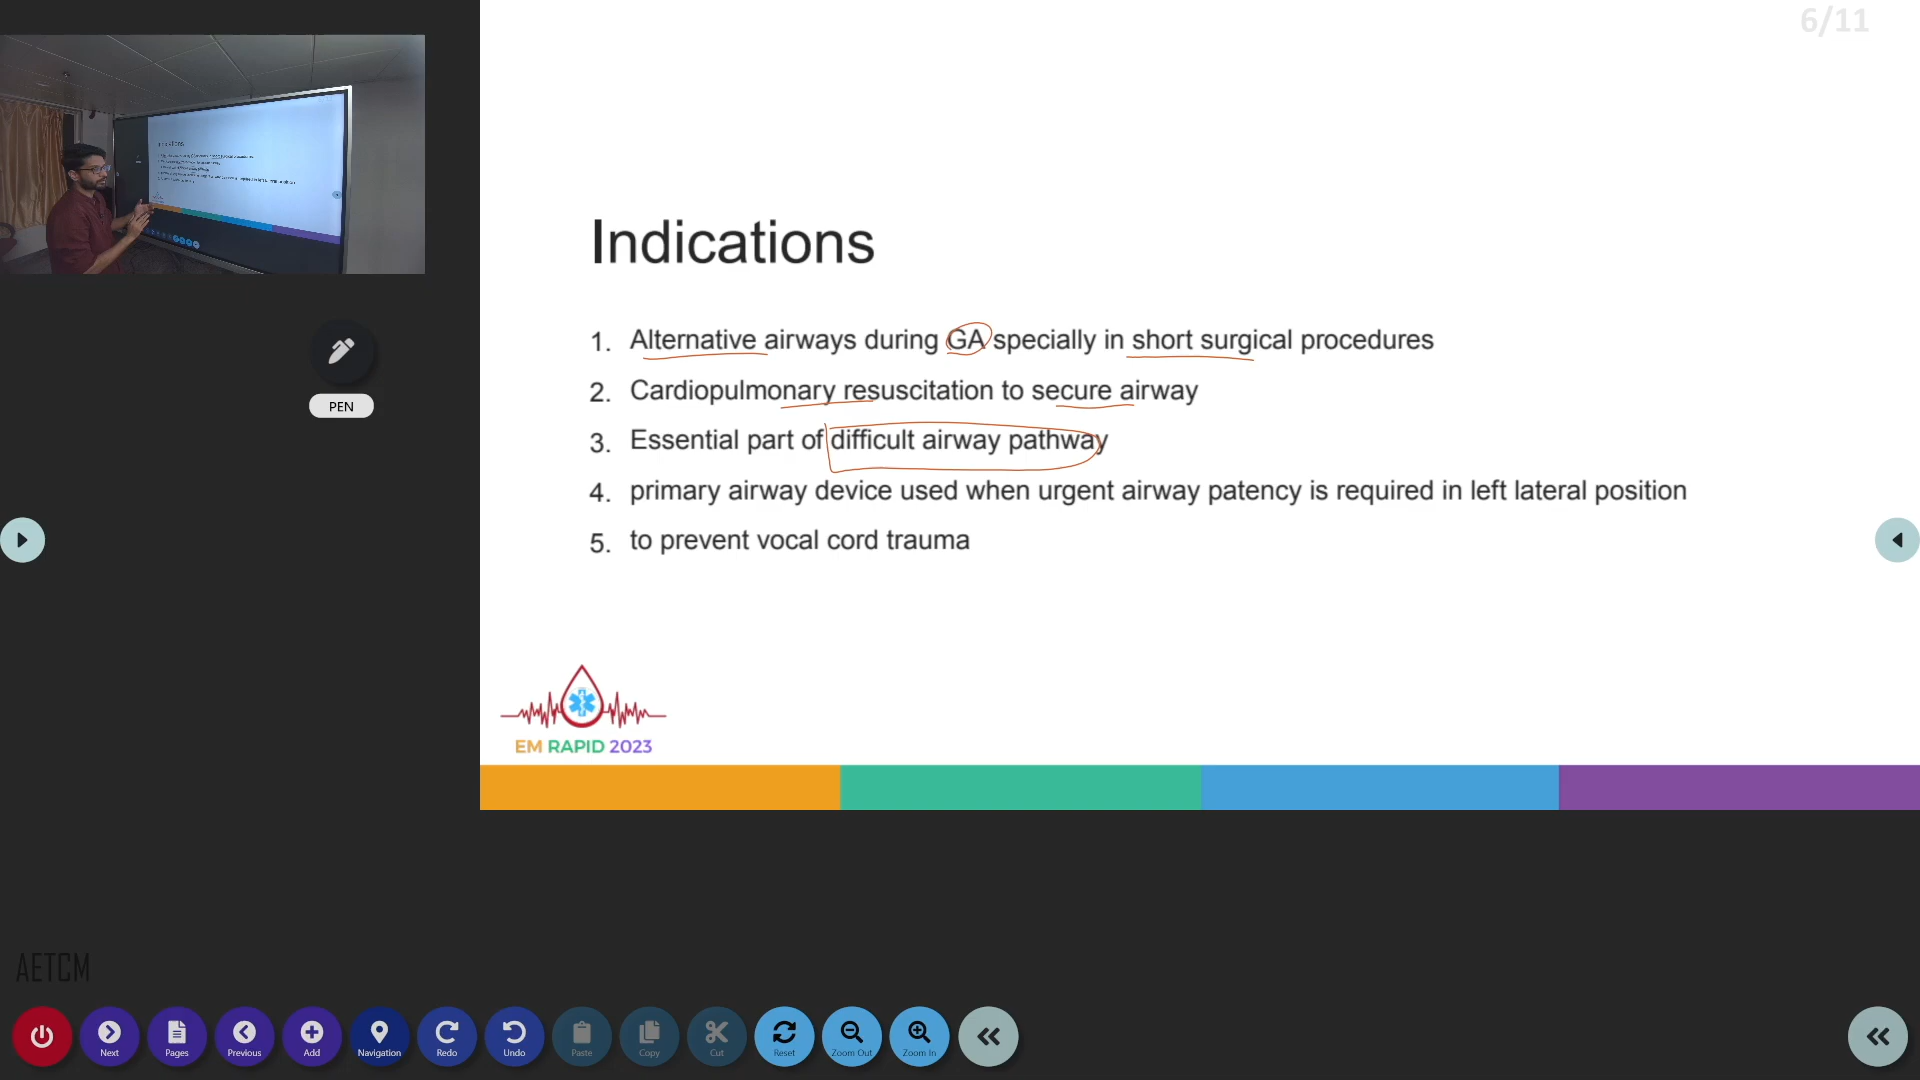 6/11
Indications
1. Alternative airways during GA specially in short surgical procedures
2. Cardiopulmonary resuscitation to secure airway
3. Essential part of difficult airway pathway
4. primary airway device used when urgent airway patency is required in left lateral position
5. to prevent vocal cord trauma
PEN
EM RAPID 2023
AETCM
Next
Pages
Previous
Add
Navigation
Redo
Undo
Paste
Copy
Cut
Reset
Zoom Out
Zoom In